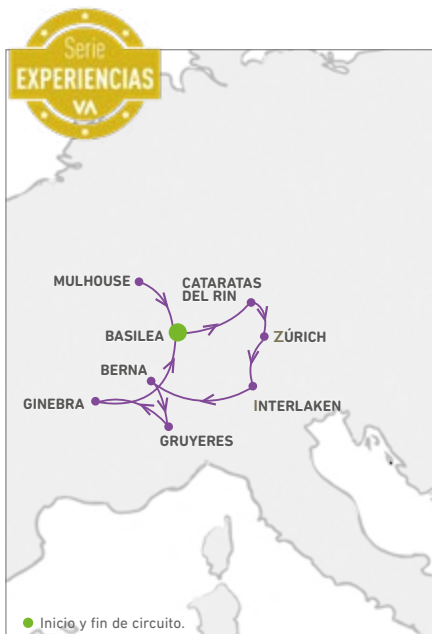 Serie
EXPERIENCIAS
VA
MULHOUSE
CATARATAS
DEL RIN
BASILEA
ZÚRICH
BERNA
GINEBRA
INTERLAKEN
GRUYERES
Inicio y fin de circuito.